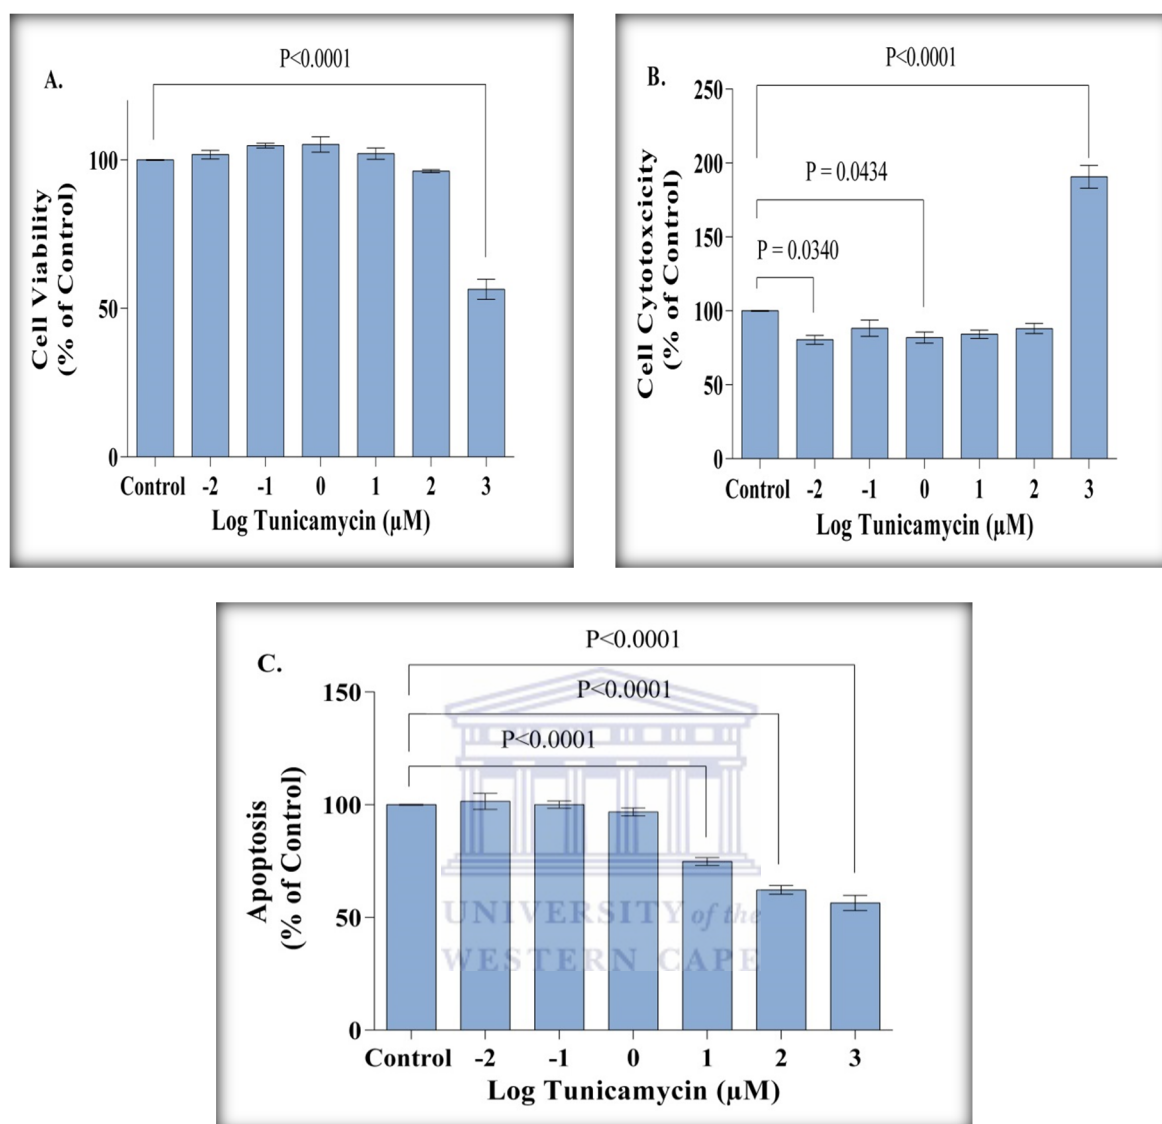 A.
P<0.0001
Cell Viability
(% of Control)
100
50
0
Control -2 -1 0 1 2 3
Log Tunicamycin (µM)
B.
P<0.0001
P = 0.0434
P = 0.0340
Cell Cytotoxcicity
(% of Control)
250
200
150
100
50
0
Control -2 -1 0 1 2 3
Log Tunicamycin (µM)
C.
P<0.0001
P<0.0001
P<0.0001
Apoptosis
(% of Control)
150
100
50
0
UNIVERSITY of the
WESTERN CAPE
Control -2 -1 0 1 2 3
Log Tunicamycin (µM)